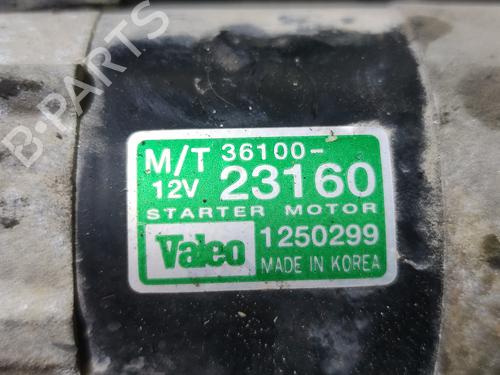 M/T 36100-
12V 23160
STARTER MOTOR
Valeo 1250299
MADE IN KOREA
B-PARTS